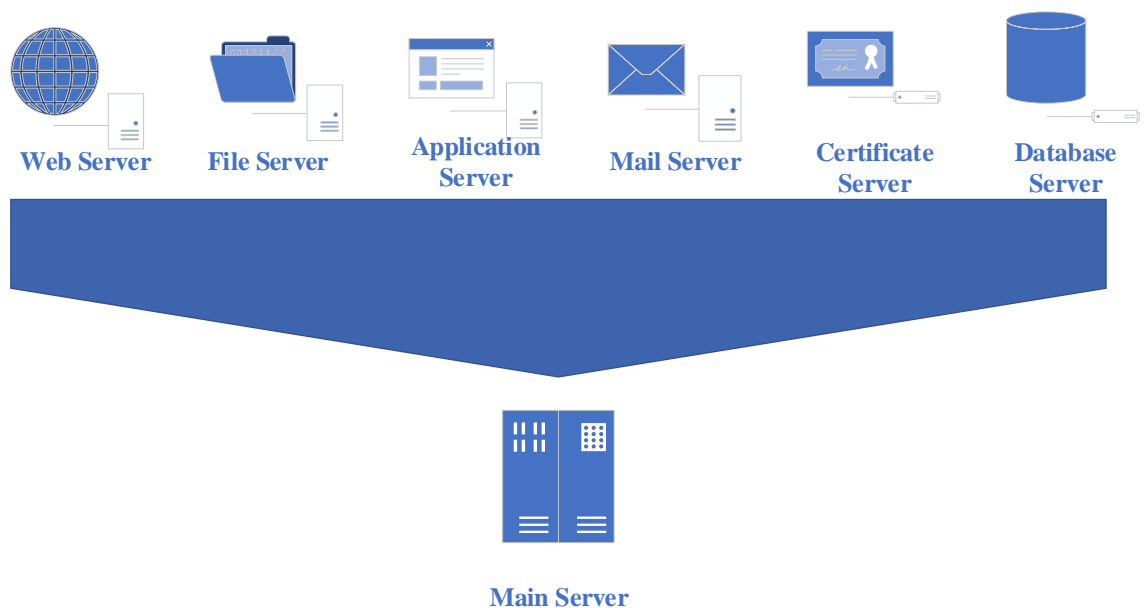 Web Server
File Server
Application
Server
Mail Server
Certificate
Server
Database
Server
Main Server